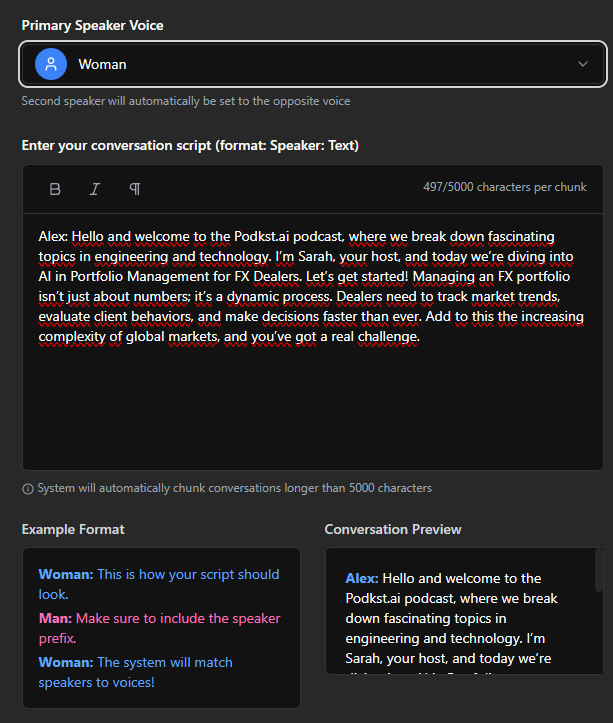 Primary Speaker Voice
Woman
Second speaker will automatically be set to the opposite voice
Enter your conversation script (format: Speaker: Text)
B I ¶
497/5000 characters per chunk
Alex: Hello and welcome to the Podkst.ai podcast, where we break down fascinating
topics in engineering and technology. I'm Sarah, your host, and today we're diving into
AI in Portfolio Management for FX Dealers. Let's get started! Managing an FX portfolio
isn't just about numbers; it's a dynamic process. Dealers need to track market trends,
evaluate client behaviors, and make decisions faster than ever. Add to this the increasing
complexity of global markets, and you've got a real challenge.
System will automatically chunk conversations longer than 5000 characters
Example Format
Woman: This is how your script should
look.
Man: Make sure to include the speaker
prefix.
Woman: The system will match
speakers to voices!
Conversation Preview
Alex: Hello and welcome to the
Podkst.ai podcast, where we break
down fascinating topics in
engineering and technology. I'm
Sarah, your host, and today we're